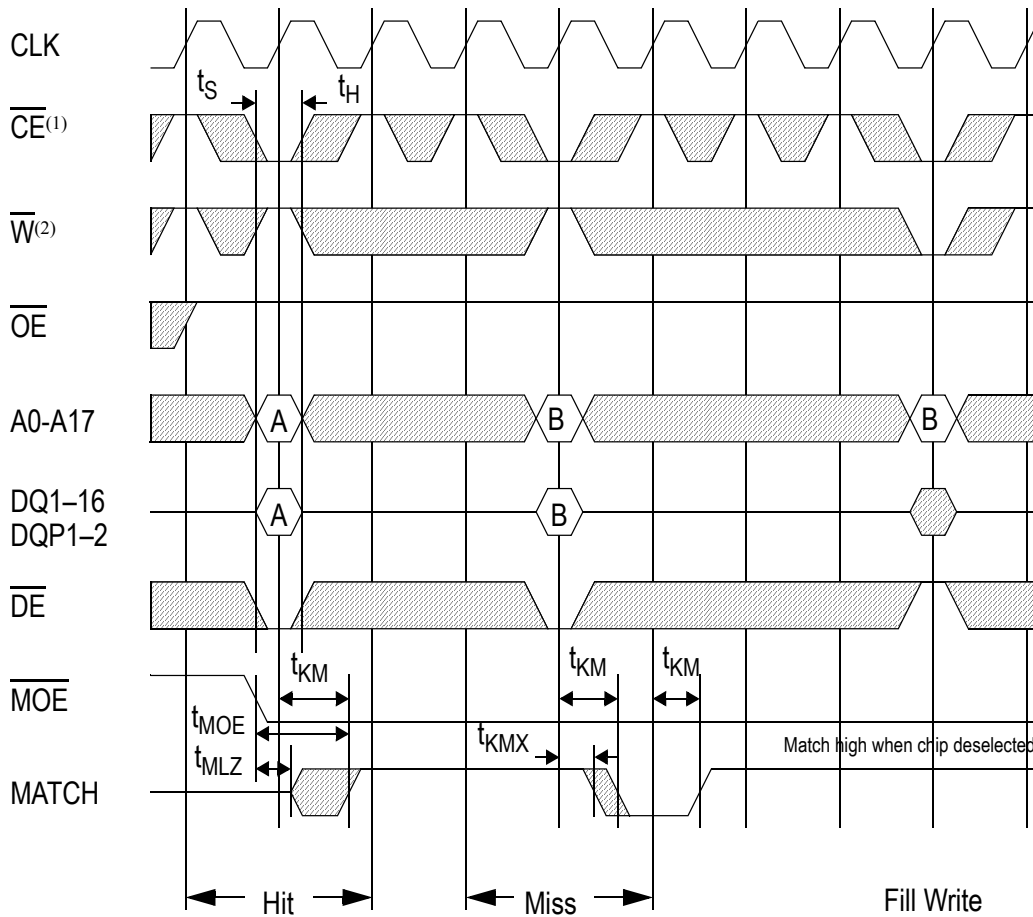 CLK
tS
tH
CE(1)
W(2)
OE
A0-A17
A
B
B
DQ1–16
DQP1–2
A
B
DE
MOE
tKM
tKM
tKM
tMOE
tKMX
Match high when chip deselected
tMLZ
MATCH
Hit
Miss
Fill Write